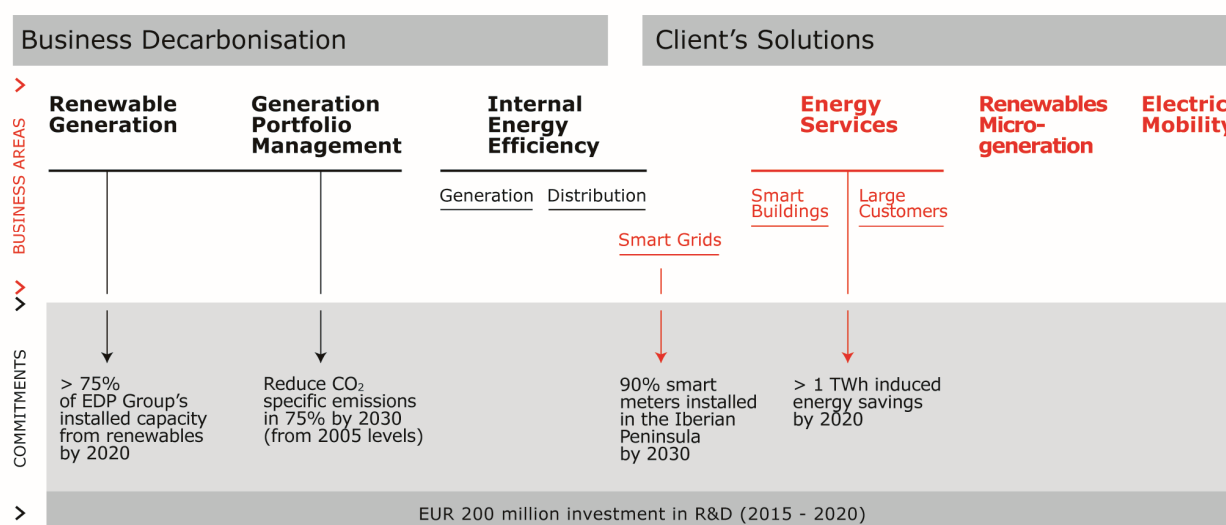 Business Decarbonisation
Client's Solutions
BUSINESS AREAS
Renewable
Generation
Generation
Portfolio
Management
Internal
Energy
Efficiency
Generation
Distribution
Smart Grids
Energy
Services
Smart
Buildings
Large
Customers
Renewables
Micro-
generation
Electric
Mobility
COMMITMENTS
> 75%
of EDP Group's
installed capacity
from renewables
by 2020
Reduce CO₂
specific emissions
in 75% by 2030
(from 2005 levels)
90% smart
meters installed
in the Iberian
Peninsula
by 2030
> 1 TWh induced
energy savings
by 2020
EUR 200 million investment in R&D (2015 - 2020)